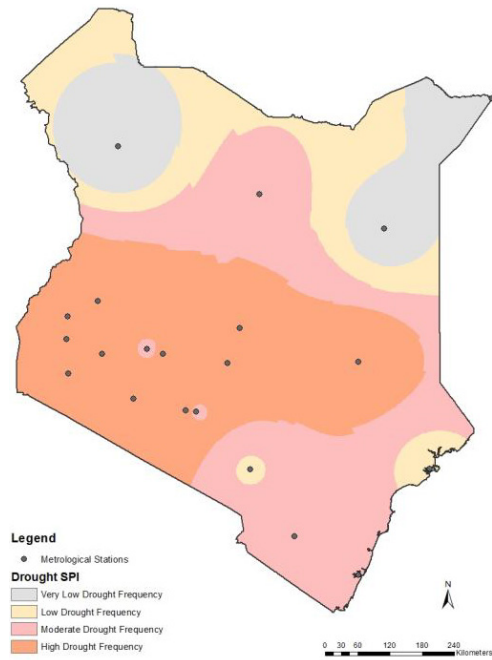 Legend
Metrological Stations
Drought SPI
Very Low Drought Frequency
Low Drought Frequency
Moderate Drought Frequency
High Drought Frequency
N
0 30 60 120 180 240
Kilometers